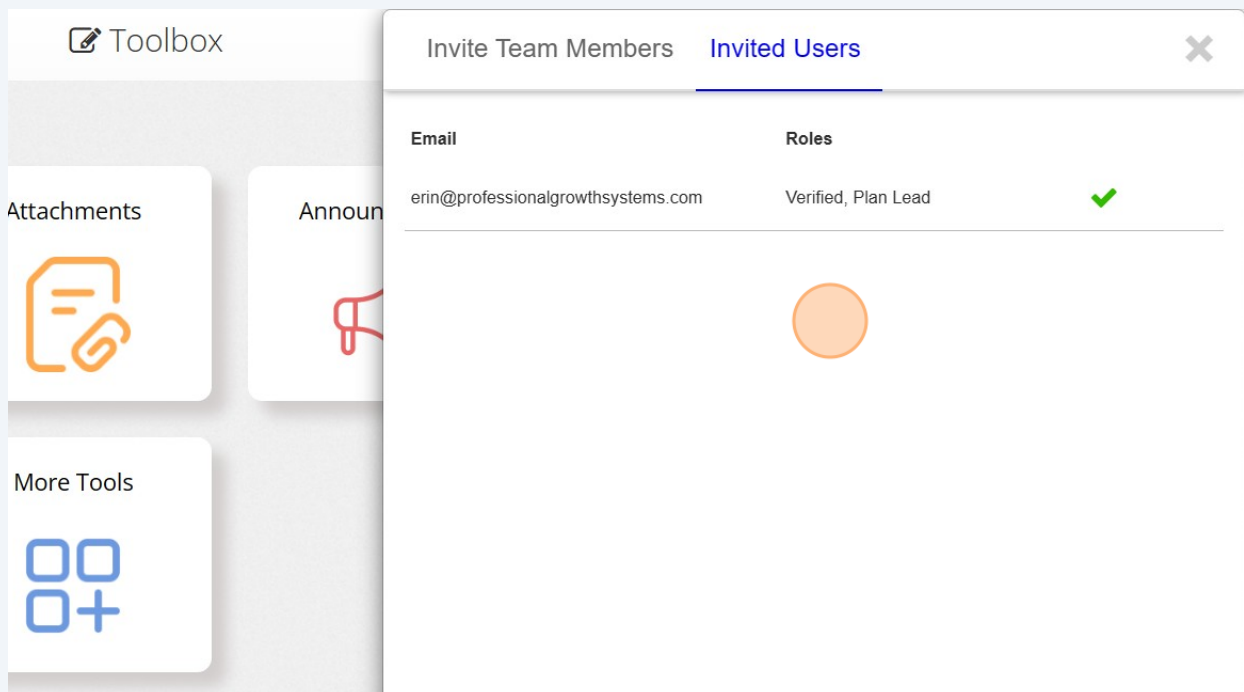 Toolbox
Invite Team Members Invited Users
Email Roles
erin@professionalgrowthsystems.com Verified, Plan Lead
Attachments
Announ
More Tools